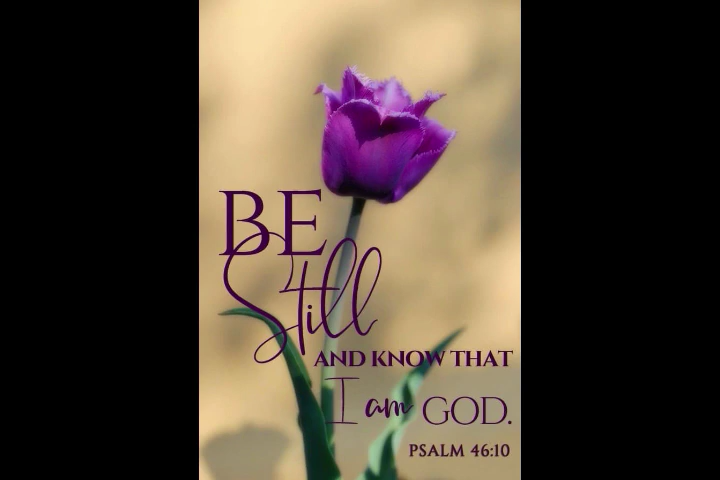 BE
Still
AND KNOW THAT
I am GOD.
PSALM 46:10